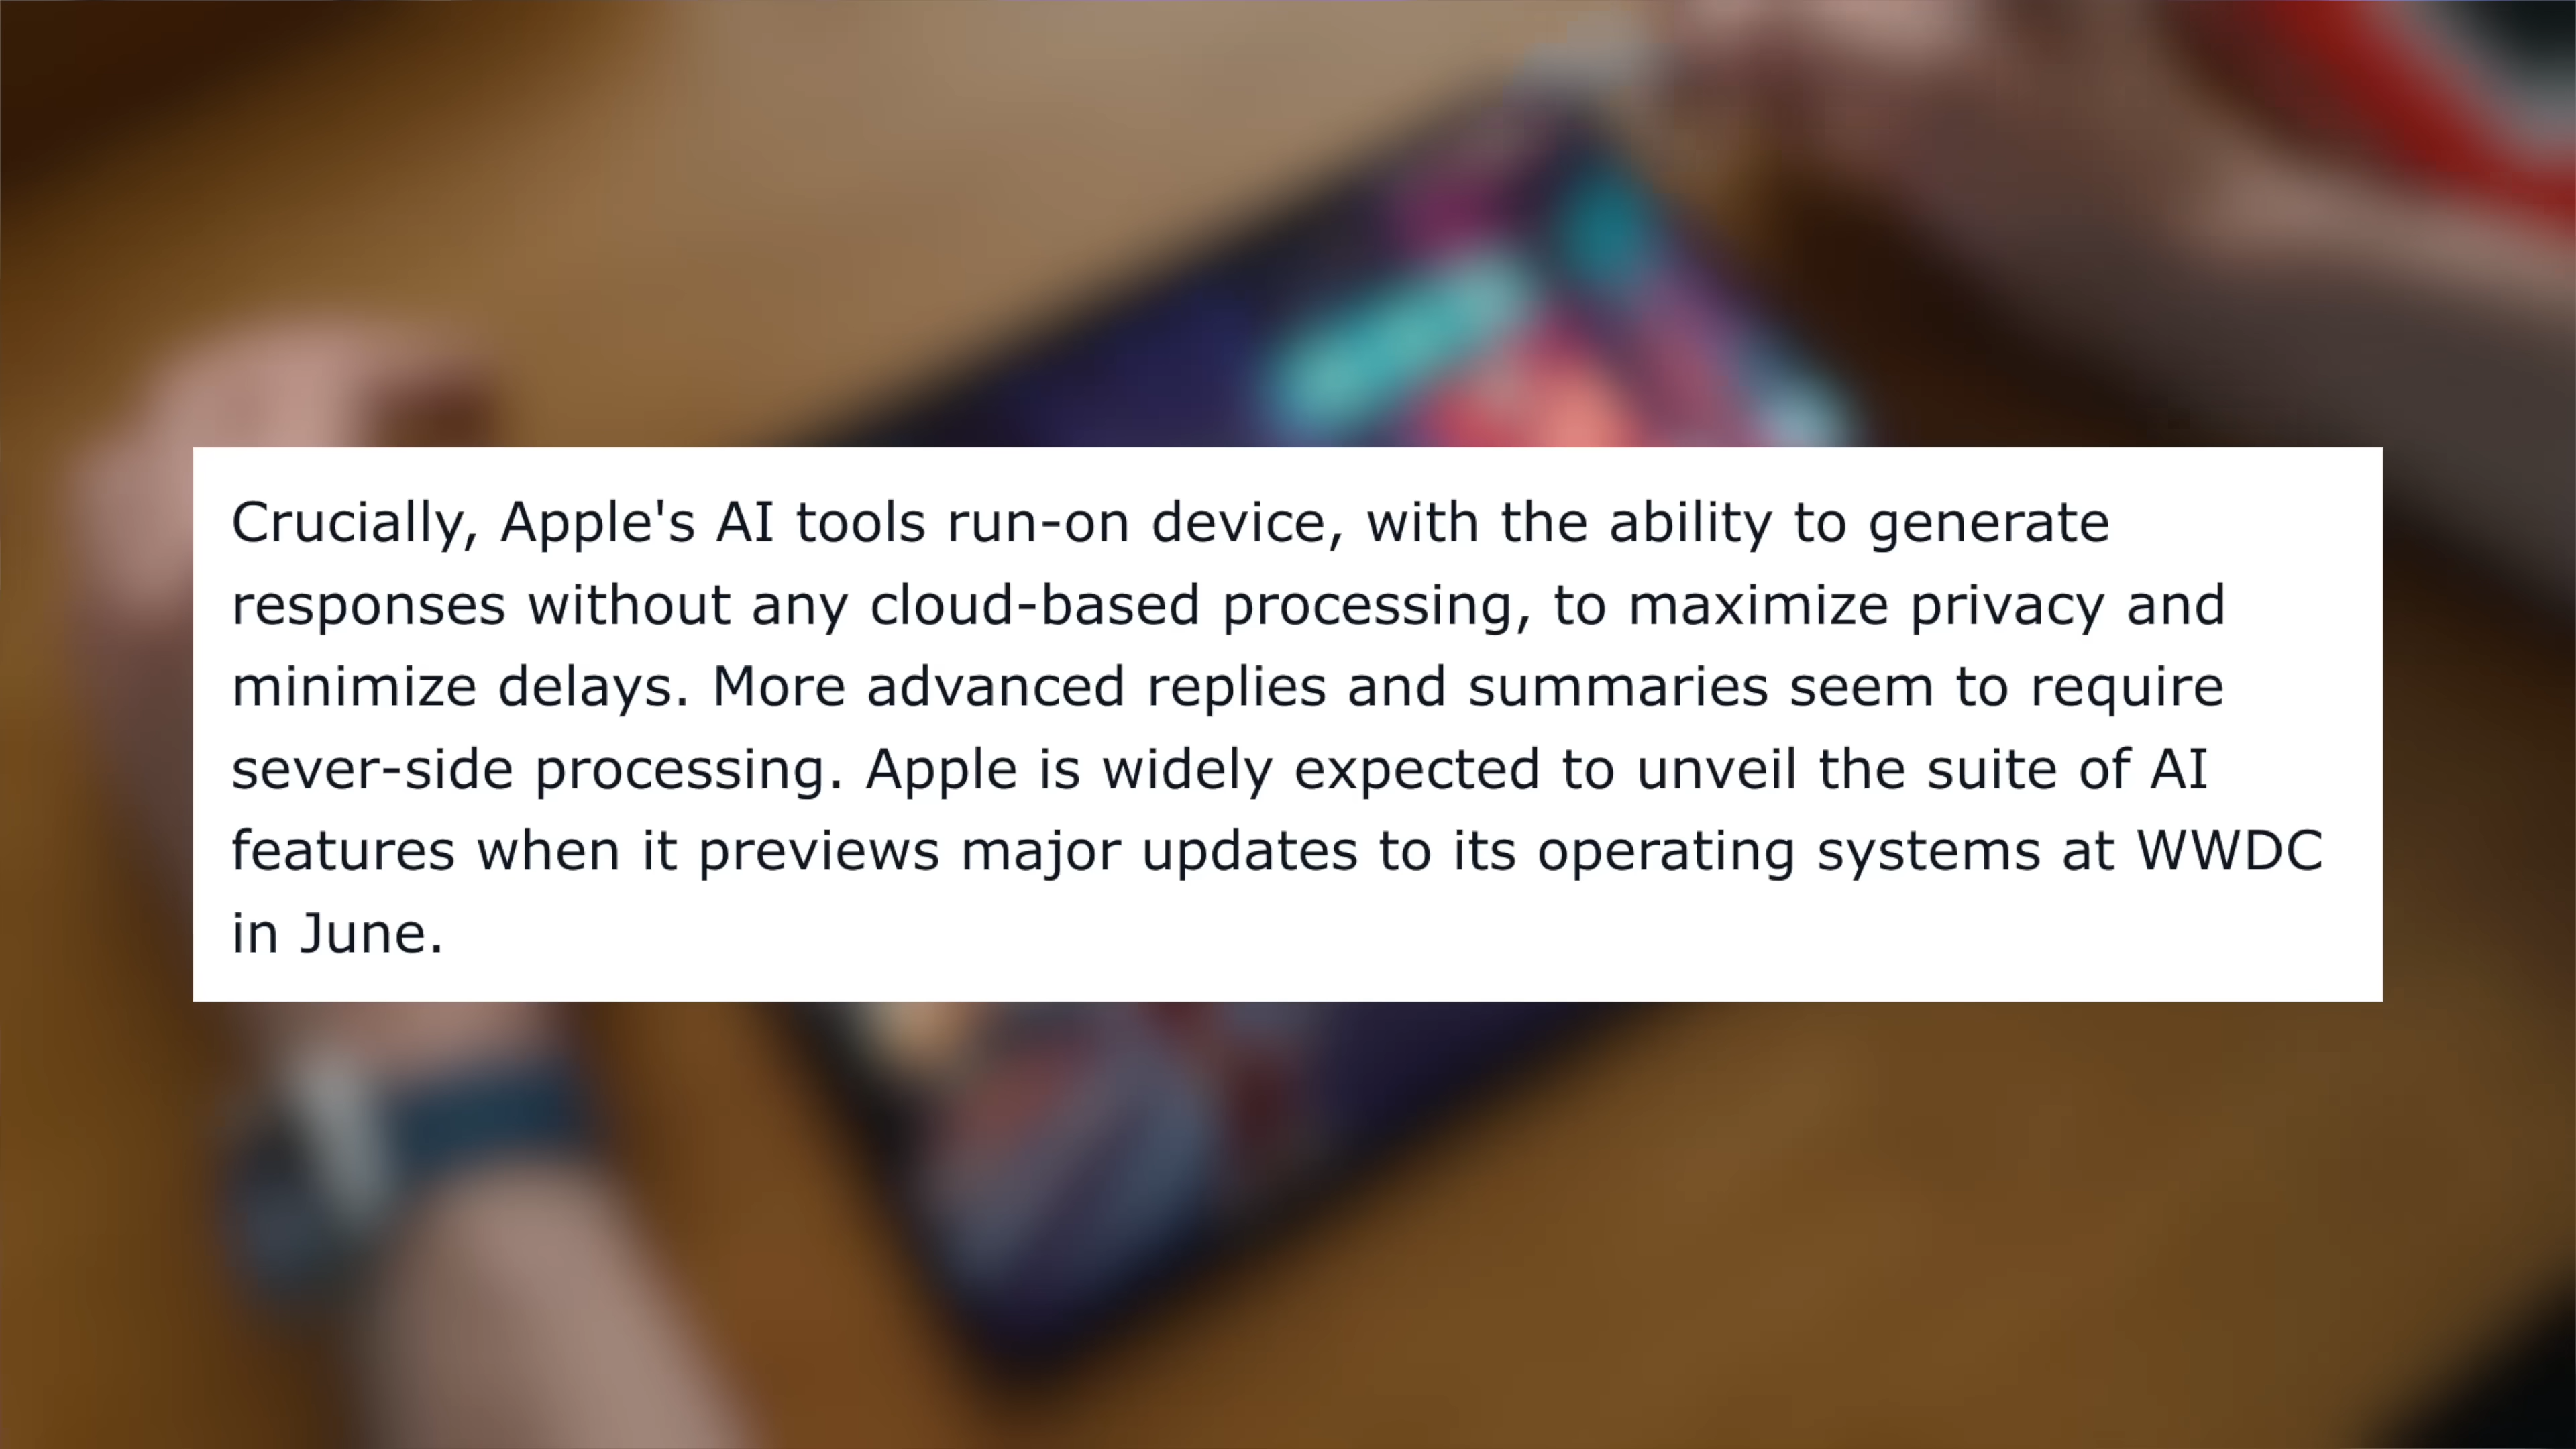 Crucially, Apple's AI tools run-on device, with the ability to generate
responses without any cloud-based processing, to maximize privacy and
minimize delays. More advanced replies and summaries seem to require
sever-side processing. Apple is widely expected to unveil the suite of AI
features when it previews major updates to its operating systems at WWDC
in June.